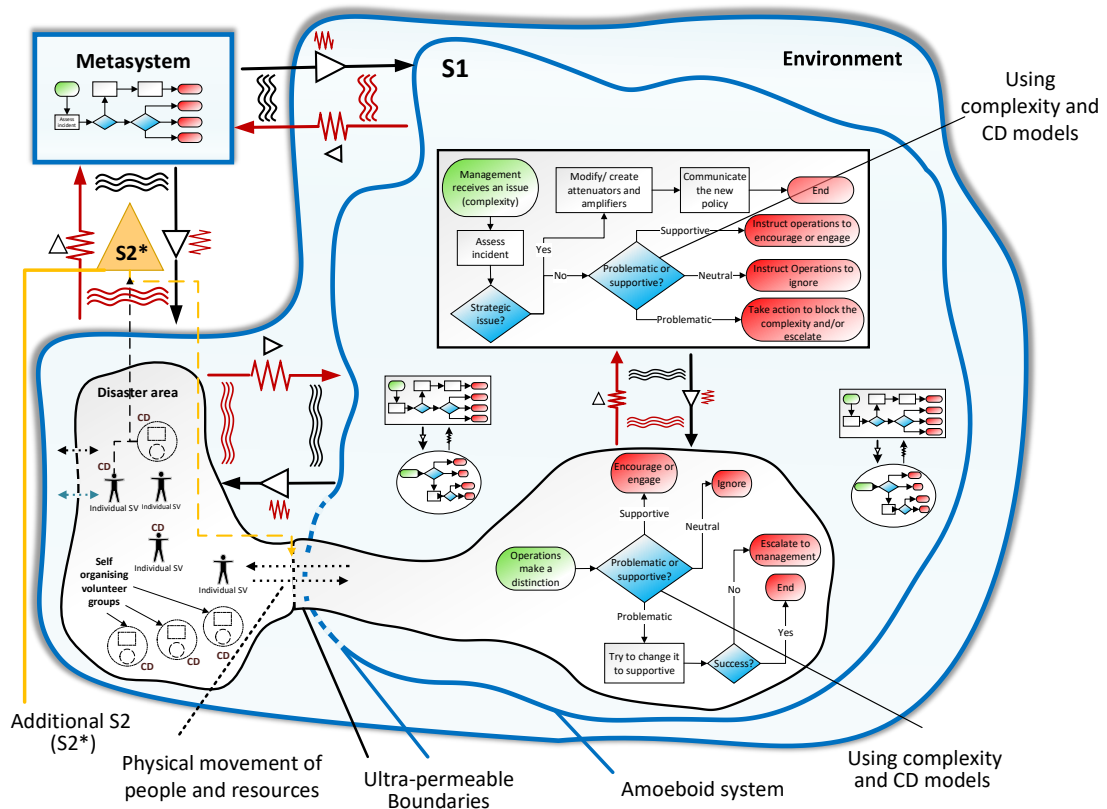 Metasystem
Assess
incident
S1
Environment
Using
complexity and
CD models
Management
receives an issue
(complexity)
Modify/ create
attenuators and
amplifiers
Communicate
the new
policy
End
Assess
incident
Yes
Supportive
Instruct operations to
encourage or engage
No
Problematic or
supportive?
Neutral
Instruct Operations to
ignore
Strategic
issue?
Problematic
Take action to block the
complexity and/or
escelate
S2*
Disaster area
CD
CD
Individual SV
Individual SV
CD
Individual SV
Individual SV
Self
organising
volunteer
groups
CD
CD
CD
Encourage or
engage
Ignore
Supportive
Neutral
Operations
make a
distinction
Problematic or
supportive?
Escalate to
management
No
End
Problematic
Yes
Try to change it
to supportive
Success?
Additional S2
(S2*)
Physical movement of
people and resources
Ultra-permeable
Boundaries
Amoeboid system
Using complexity
and CD models